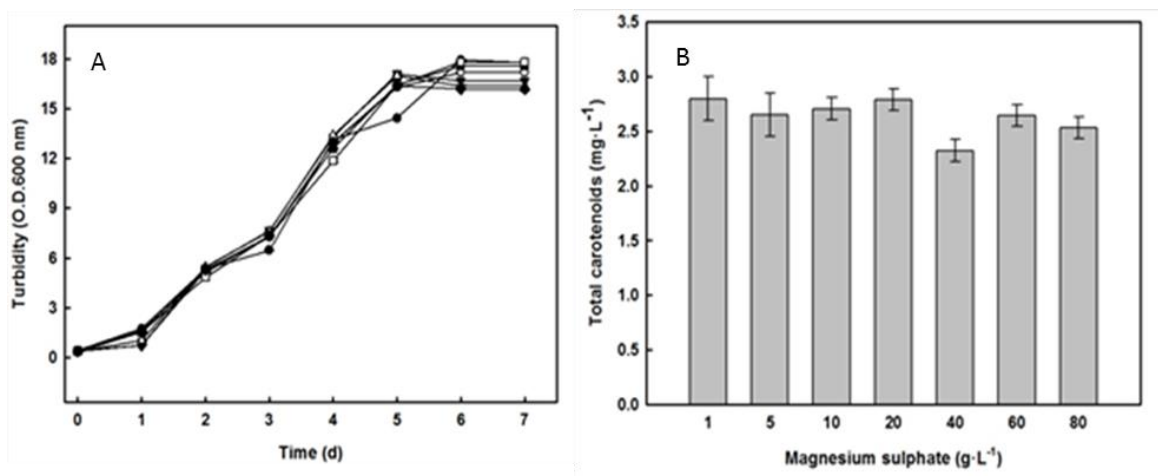 A
Turbidity (O.D.600 nm)
18
15
12
9
6
3
0
0 1 2 3 4 5 6 7
Time (d)
B
Total carotenoids (mg·L⁻¹)
3.5
3.0
2.5
2.0
1.5
1.0
0.5
0.0
1 5 10 20 40 60 80
Magnesium sulphate (g·L⁻¹)